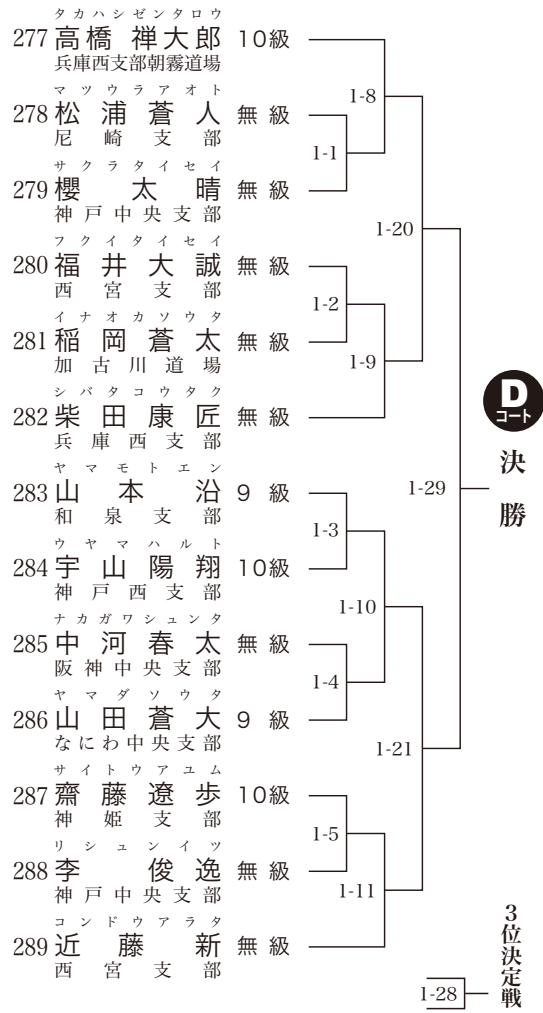 タカハシゼンタロウ
277 高橋 禅大郎 10級
兵庫西支部朝霧道場
マツウラアオト
278 松浦蒼人 無級
尼崎支部
サクラタイセイ
279 櫻太晴 無級
神戸中央支部
フクイタイセイ
280 福井大誠 無級
西宮支部
イナオカソウタ
281 稲岡蒼太 無級
加古川道場
シバタコウタク
282 柴田康匠 無級
兵庫西支部
ヤマモトエン
283 山本沿 9級
和泉支部
ウヤマハルト
284 宇山陽翔 10級
神戸西支部
ナカガワシュンタ
285 中河春太 無級
阪神中央支部
ヤマダソウタ
286 山田蒼大 9級
なにわ中央支部
サイトウアユム
287 齋藤遼歩 10級
神姫支部
リシュンイツ
288 李俊逸 無級
神戸中央支部
コンドウアラタ
289 近藤新 無級
西宮支部
1-8
1-1
1-20
1-2
1-9
1-29
1-3
1-10
1-4
1-21
1-5
1-11
D
コート
決勝
3位決定戦
1-28